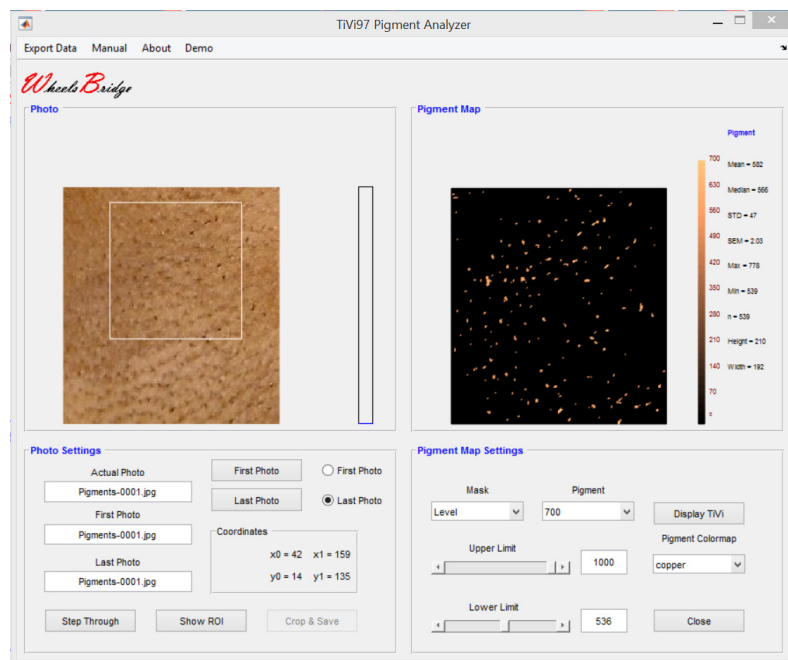 TiVi97 Pigment Analyzer
Export Data Manual About Demo
WheelsBridge
Photo
Pigment Map
Pigment
700
630
560
490
420
350
280
210
140
70
Mean = 582
Median = 566
STD = 47
SEM = 2.03
Max = 778
Min = 539
n = 539
Height = 210
Width = 192
Photo Settings
Actual Photo
Pigments-0001.jpg
First Photo
Pigments-0001.jpg
Last Photo
Pigments-0001.jpg
First Photo
First Photo
Last Photo
Last Photo
Coordinates
x0 = 42 x1 = 159
y0 = 14 y1 = 135
Step Through
Show ROI
Crop & Save
Pigment Map Settings
Mask
Level
Pigment
700
Display TiVi
Pigment Colormap
copper
Upper Limit
1000
Lower Limit
536
Close